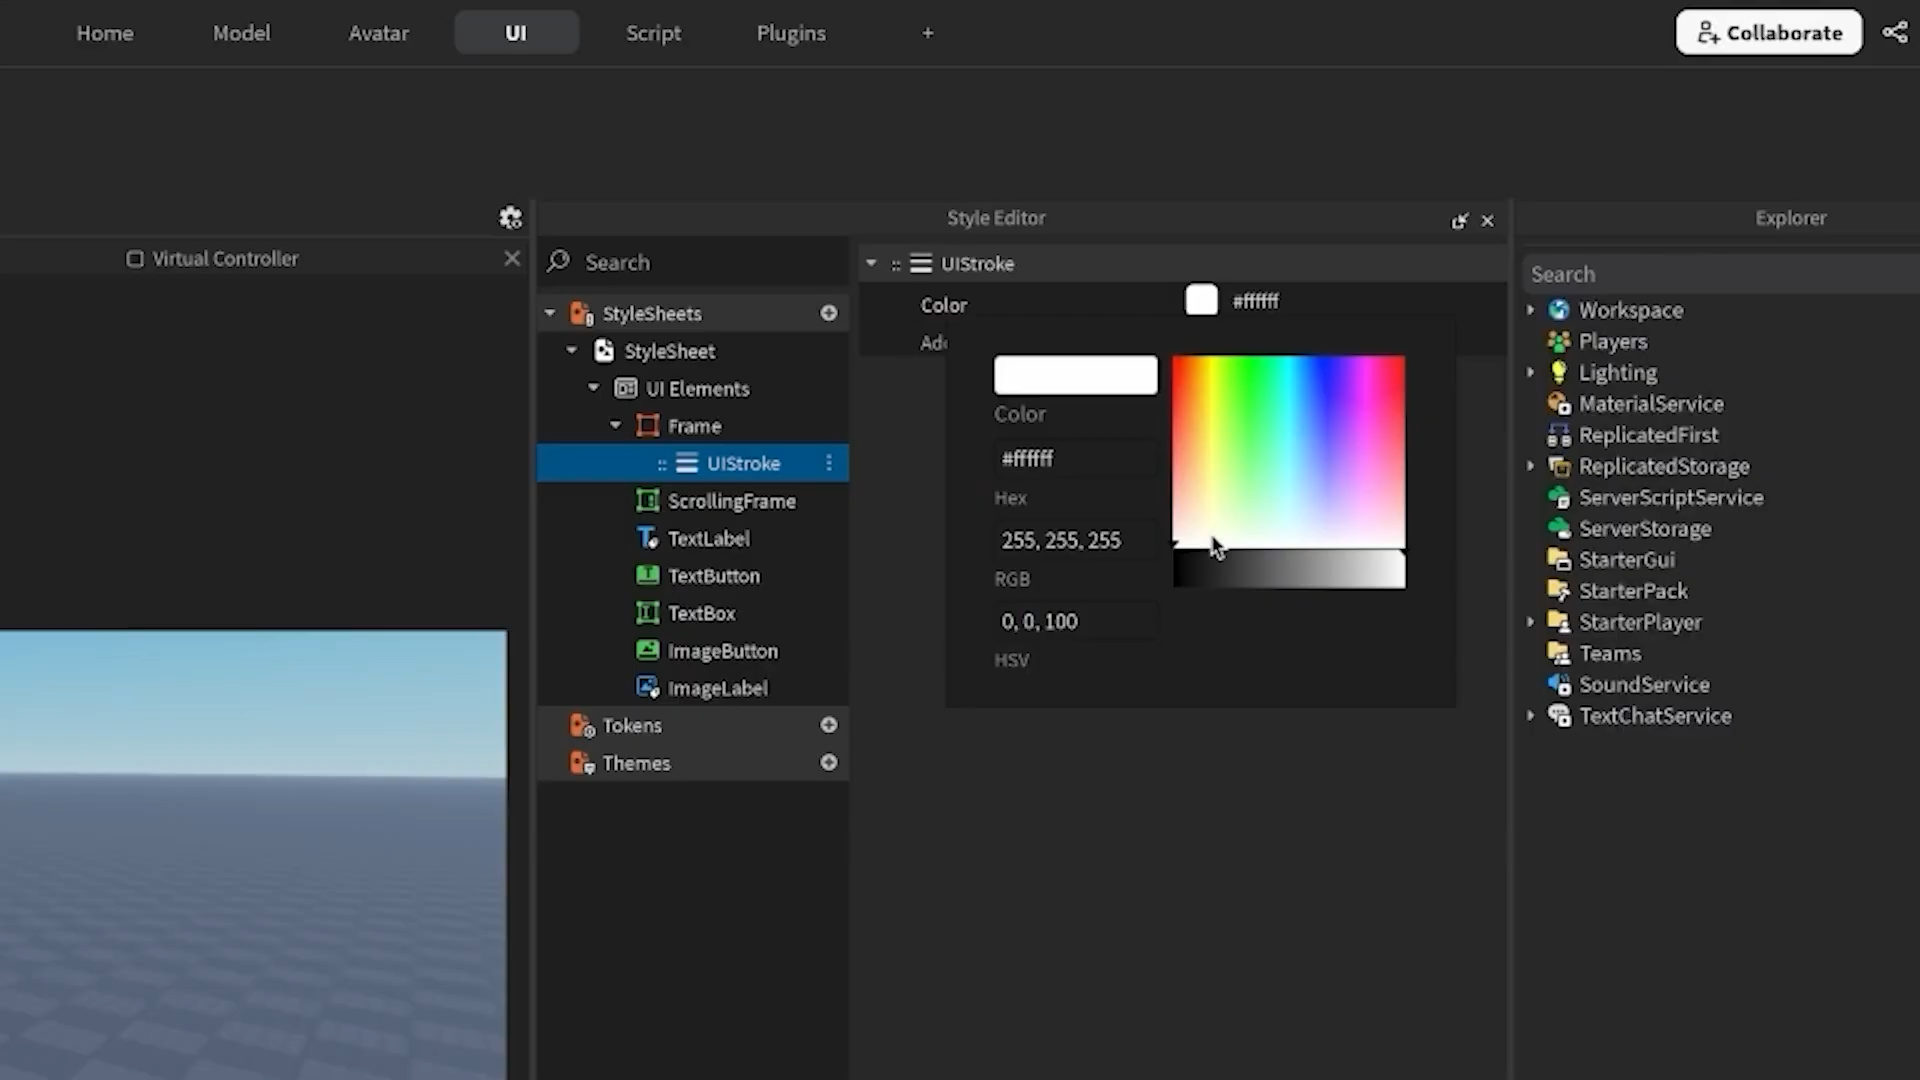 Home Model Avatar UI Script Plugins +
Collaborate
Style Editor
Explorer
Virtual Controller
Search
StyleSheets
StyleSheet
UI Elements
Frame
:: UIStroke
ScrollingFrame
TextLabel
TextButton
TextBox
ImageButton
ImageLabel
Tokens
Themes
:: UIStroke
Color #ffffff
Color
#ffffff
Hex
255, 255, 255
RGB
0, 0, 100
HSV
Search
Workspace
Players
Lighting
MaterialService
ReplicatedFirst
ReplicatedStorage
ServerScriptService
ServerStorage
StarterGui
StarterPack
StarterPlayer
Teams
SoundService
TextChatService